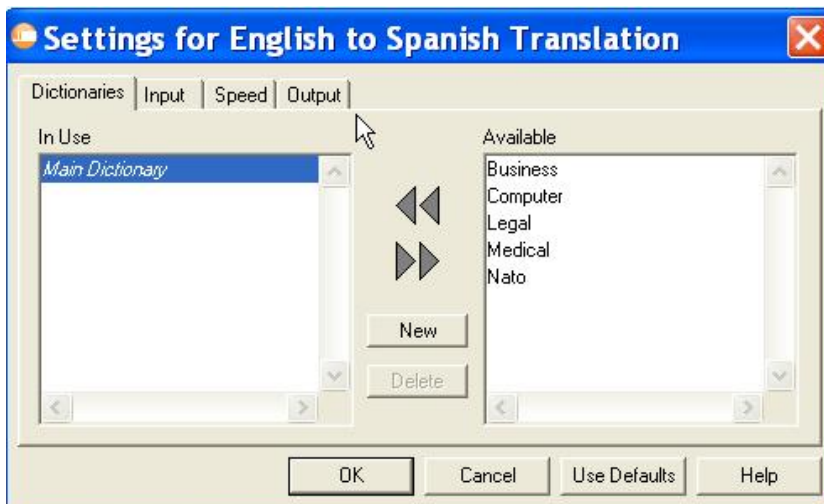 Settings for English to Spanish Translation
Dictionaries Input Speed Output
In Use
Main Dictionary
Available
Business
Computer
Legal
Medical
Nato
New
Delete
OK Cancel Use Defaults Help